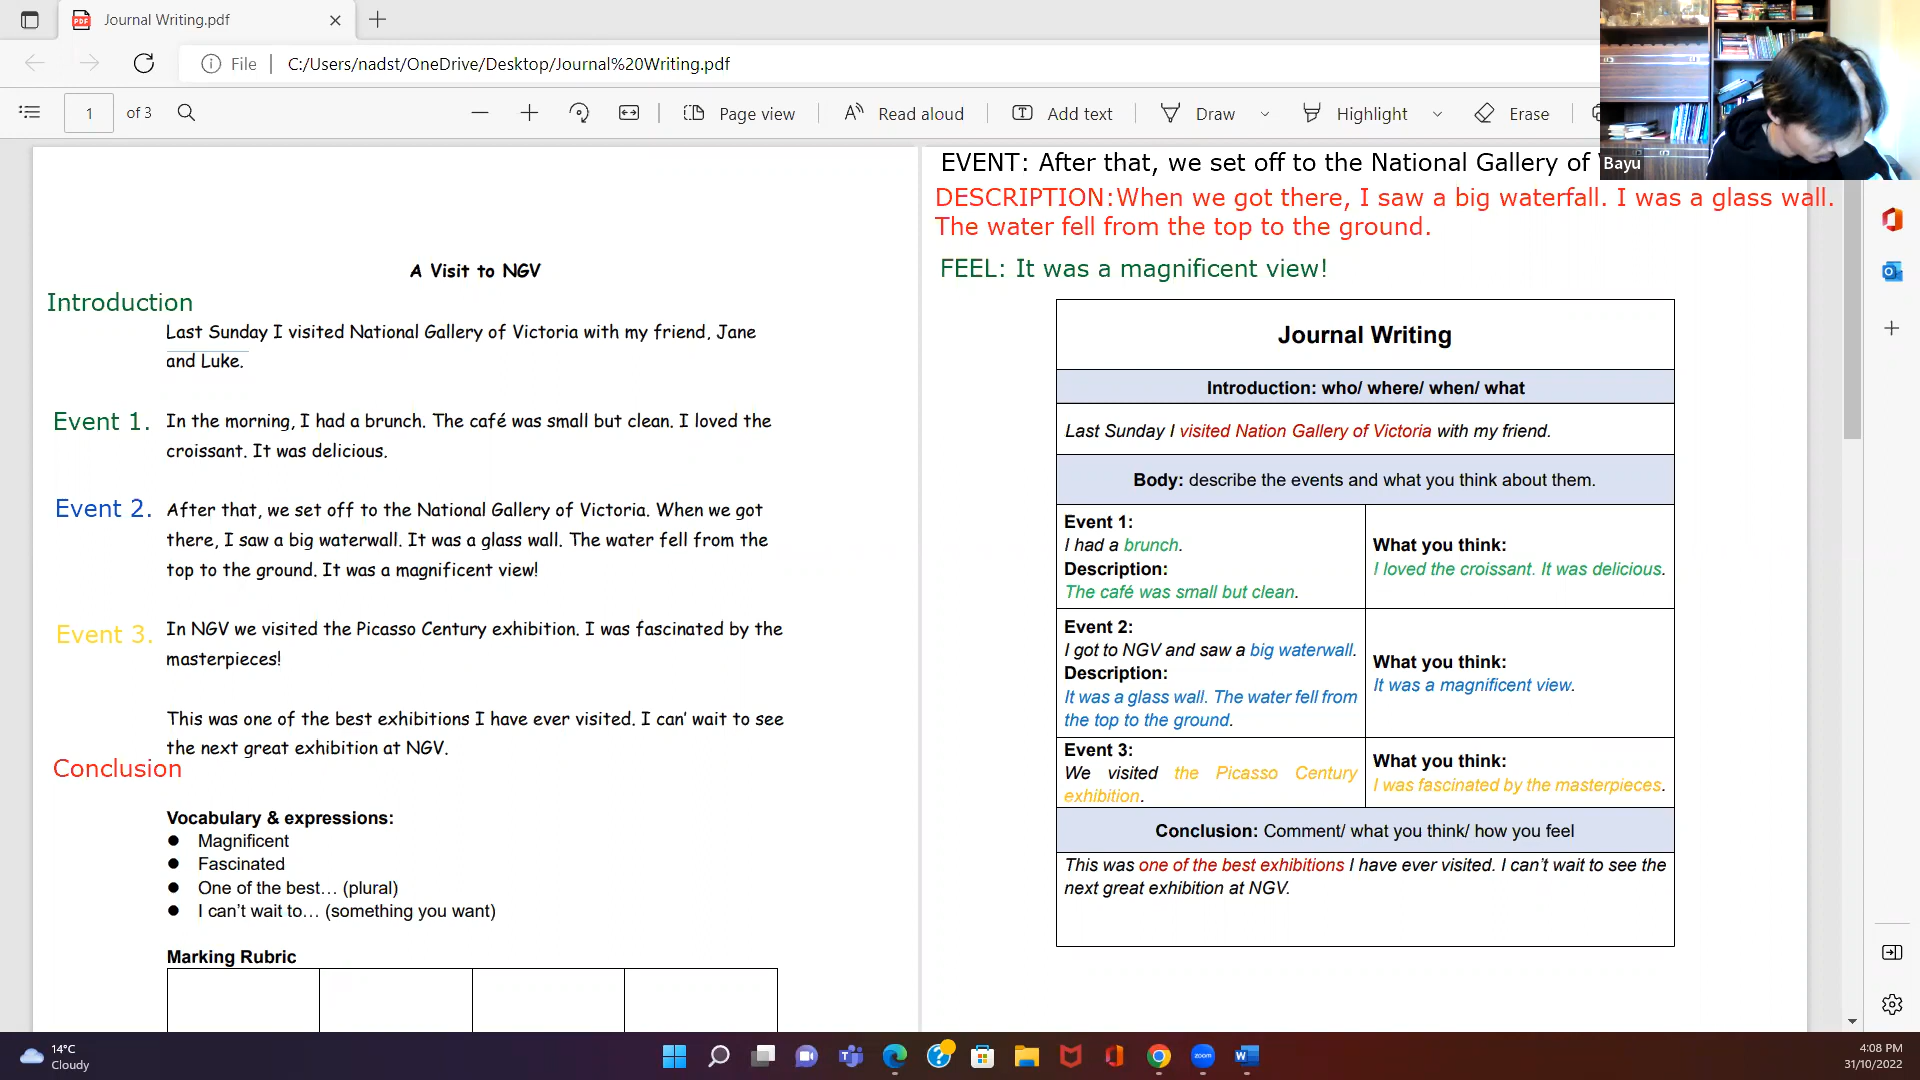 Journal Writing.pdf
File
C:/Users/nadst/OneDrive/Desktop/Journal%20Writing.pdf
1 of 3
Page view
Read aloud
Add text
Draw
Highlight
Erase
Bayu
A Visit to NGV
Introduction
Last Sunday I visited National Gallery of Victoria with my friend, Jane
and Luke.
Event 1.
In the morning, I had a brunch. The café was small but clean. I loved the
croissant. It was delicious.
Event 2.
After that, we set off to the National Gallery of Victoria. When we got
there, I saw a big waterwall. It was a glass wall. The water fell from the
top to the ground. It was a magnificent view!
Event 3.
In NGV we visited the Picasso Century exhibition. I was fascinated by the
masterpieces!
This was one of the best exhibitions I have ever visited. I can’ wait to see
the next great exhibition at NGV.
Conclusion
Vocabulary & expressions:
● Magnificent
● Fascinated
● One of the best… (plural)
● I can’t wait to… (something you want)
Marking Rubric
EVENT: After that, we set off to the National Gallery of
DESCRIPTION:When we got there, I saw a big waterfall. I was a glass wall.
The water fell from the top to the ground.
FEEL: It was a magnificent view!
Journal Writing
Introduction: who/ where/ when/ what
Last Sunday I visited Nation Gallery of Victoria with my friend.
Body: describe the events and what you think about them.
Event 1:
I had a brunch.
Description:
The café was small but clean.
What you think:
I loved the croissant. It was delicious.
Event 2:
I got to NGV and saw a big waterwall.
Description:
It was a glass wall. The water fell from
the top to the ground.
What you think:
It was a magnificent view.
Event 3:
We visited the Picasso Century
exhibition.
What you think:
I was fascinated by the masterpieces.
Conclusion: Comment/ what you think/ how you feel
This was one of the best exhibitions I have ever visited. I can’t wait to see the
next great exhibition at NGV.
14°C
Cloudy
4:08 PM
31/10/2022